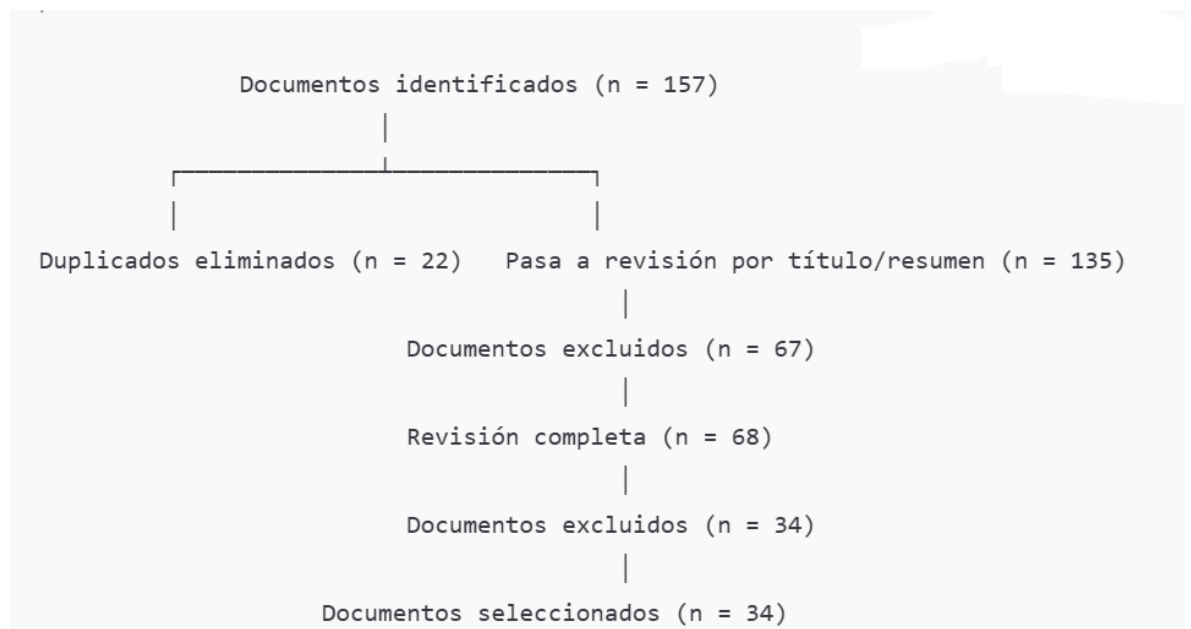 Documentos identificados (n = 157)
Duplicados eliminados (n = 22) Pasa a revisión por título/resumen (n = 135)
Documentos excluidos (n = 67)
Revisión completa (n = 68)
Documentos excluidos (n = 34)
Documentos seleccionados (n = 34)